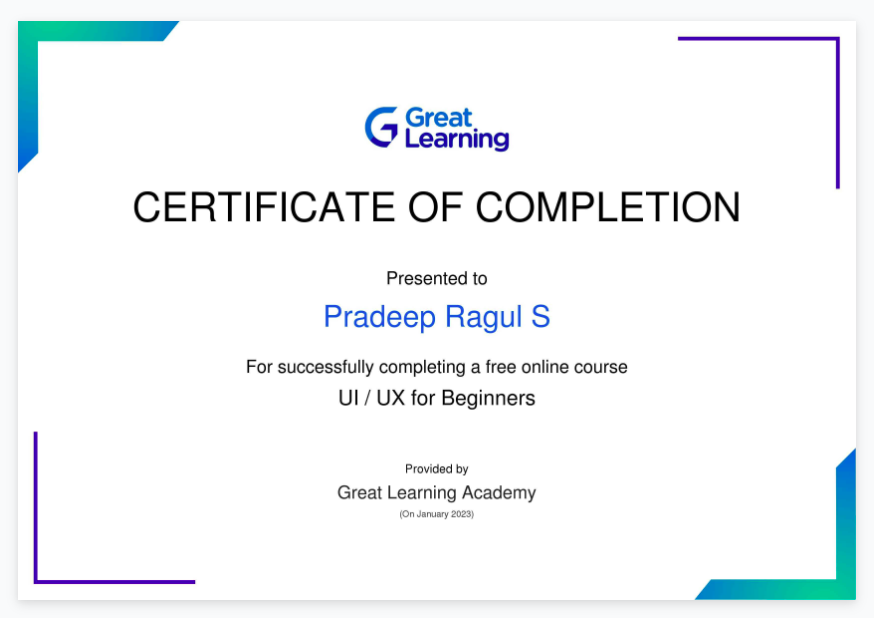 Great
Learning
CERTIFICATE OF COMPLETION
Presented to
Pradeep Ragul S
For successfully completing a free online course
UI / UX for Beginners
Provided by
Great Learning Academy
(On January 2023)